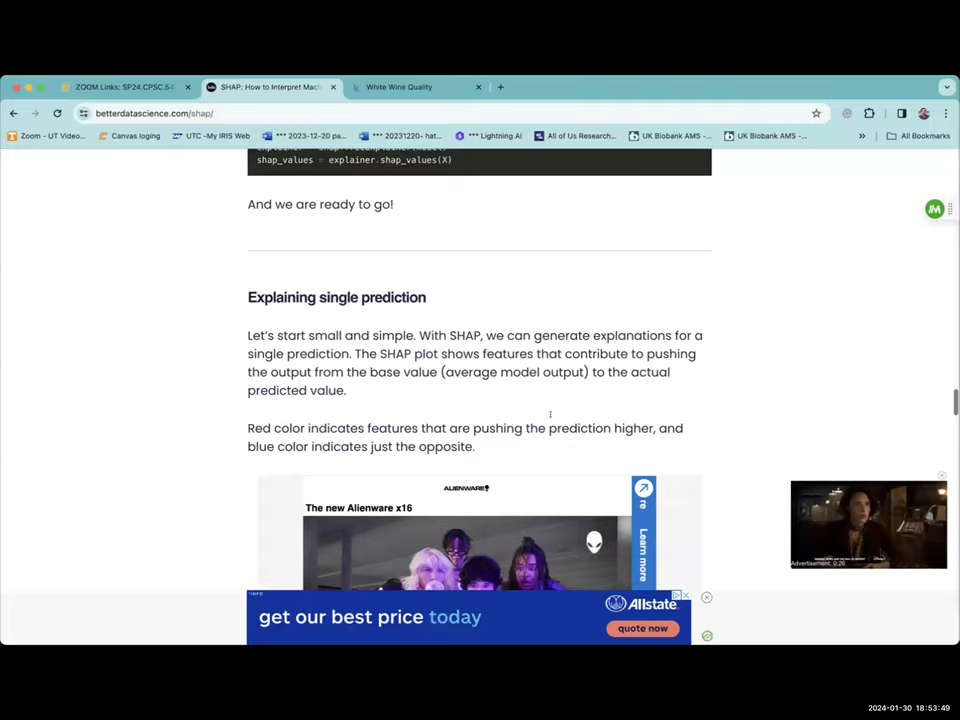 ZOOM Links: SP24.CPSC.64
SHAP: How to Interpret Mach
White Wine Quality
betterdatascience.com/shap/
Zoom - UT Video...
Canvas loging
UTC -My IRIS Web
*** 2023-12-20 pa...
*** 20231220- hat...
*** Lightning AI
All of Us Research...
UK Biobank AMS -...
UK Biobank AMS -...
All Bookmarks
shap_values = explainer.shap_values(X)
And we are ready to go!
Explaining single prediction
Let's start small and simple. With SHAP, we can generate explanations for a
single prediction. The SHAP plot shows features that contribute to pushing
the output from the base value (average model output) to the actual
predicted value.
Red color indicates features that are pushing the prediction higher, and
blue color indicates just the opposite.
ALIENWARE
The new Alienware x16
re
Learn more
Advertisement: 0:26
get our best price today
Allstate
quote now
2024-01-30 18:53:49